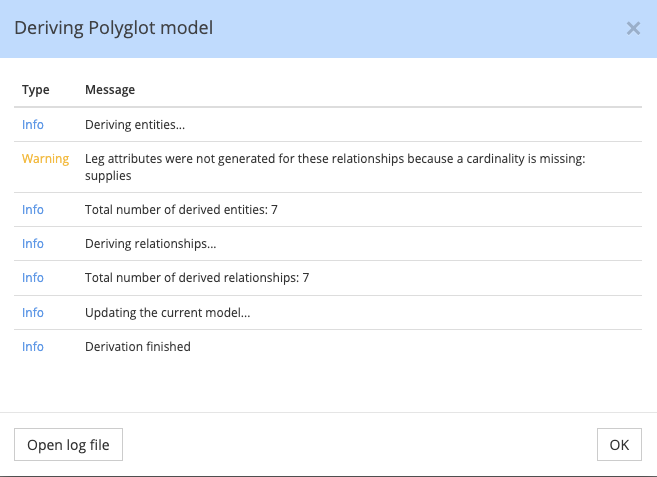 Deriving Polyglot model
Type Message
Info Deriving entities...
Warning Leg attributes were not generated for these relationships because a cardinality is missing:
supplies
Info Total number of derived entities: 7
Info Deriving relationships...
Info Total number of derived relationships: 7
Info Updating the current model...
Info Derivation finished
Open log file OK